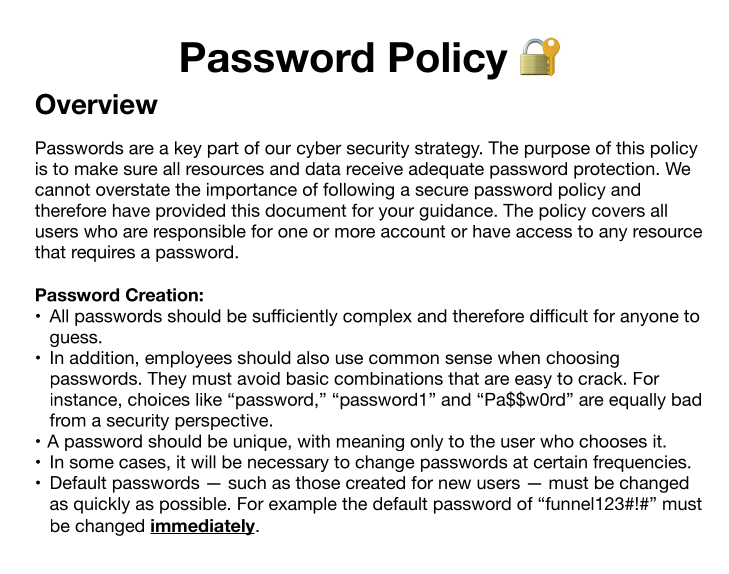 Password Policy 🔐
Overview
Passwords are a key part of our cyber security strategy. The purpose of this policy
is to make sure all resources and data receive adequate password protection. We
cannot overstate the importance of following a secure password policy and
therefore have provided this document for your guidance. The policy covers all
users who are responsible for one or more account or have access to any resource
that requires a password.
Password Creation:
• All passwords should be sufficiently complex and therefore difficult for anyone to
guess.
• In addition, employees should also use common sense when choosing
passwords. They must avoid basic combinations that are easy to crack. For
instance, choices like “password,” “password1” and “Pa$$w0rd” are equally bad
from a security perspective.
• A password should be unique, with meaning only to the user who chooses it.
• In some cases, it will be necessary to change passwords at certain frequencies.
• Default passwords — such as those created for new users — must be changed
as quickly as possible. For example the default password of “funnel123#!#” must
be changed immediately.